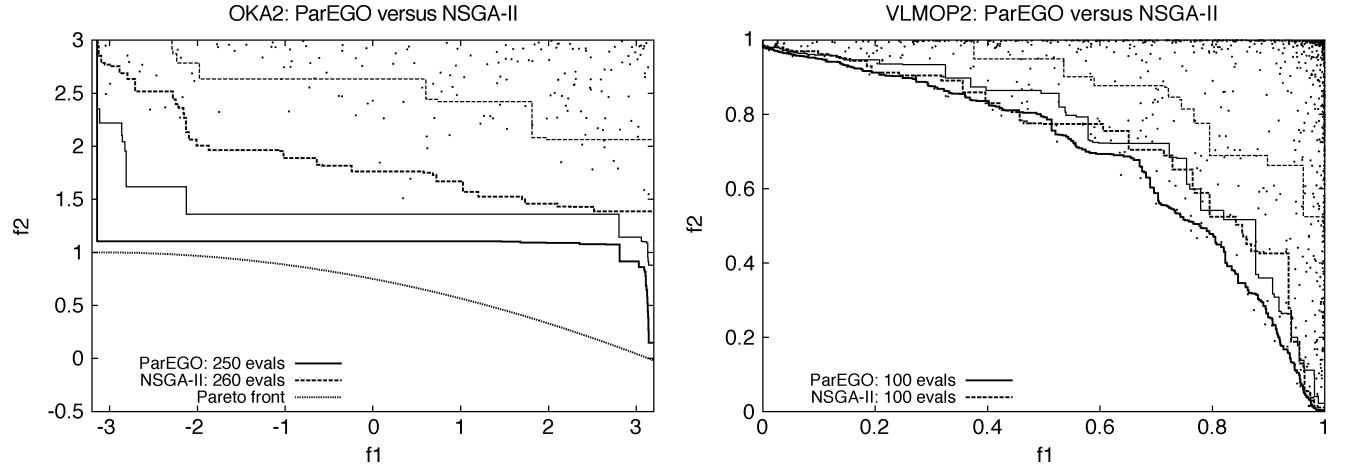 OKA2: ParEGO versus NSGA-II
3
2.5
2
1.5
1
0.5
0
-0.5
f2
ParEGO: 250 evals
NSGA-II: 260 evals
Pareto front
-3 -2 -1 0 1 2 3
f1
VLMOP2: ParEGO versus NSGA-II
1
0.8
0.6
0.4
0.2
0
f2
ParEGO: 100 evals
NSGA-II: 100 evals
0 0.2 0.4 0.6 0.8 1
f1